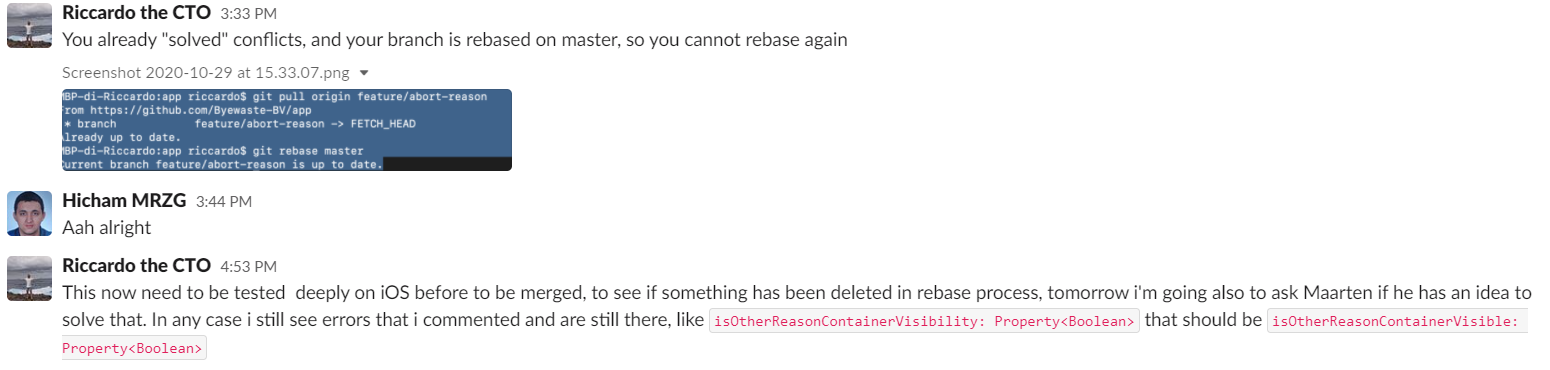 Riccardo the CTO 3:33 PM
You already "solved" conflicts, and your branch is rebased on master, so you cannot rebase again
Screenshot 2020-10-29 at 15.33.07.png
MBP-di-Riccardo:app riccardo$ git pull origin feature/abort-reason
From https://github.com/Byewaste-BV/app
* branch feature/abort-reason -> FETCH_HEAD
Already up to date.
MBP-di-Riccardo:app riccardo$ git rebase master
Current branch feature/abort-reason is up to date.
Hicham MRZG 3:44 PM
Aah alright
Riccardo the CTO 4:53 PM
This now need to be tested deeply on iOS before to be merged, to see if something has been deleted in rebase process, tomorrow i'm going also to ask Maarten if he has an idea to
solve that. In any case i still see errors that i commented and are still there, like isOtherReasonContainerVisibility: Property<Boolean> that should be isOtherReasonContainerVisible:
Property<Boolean>